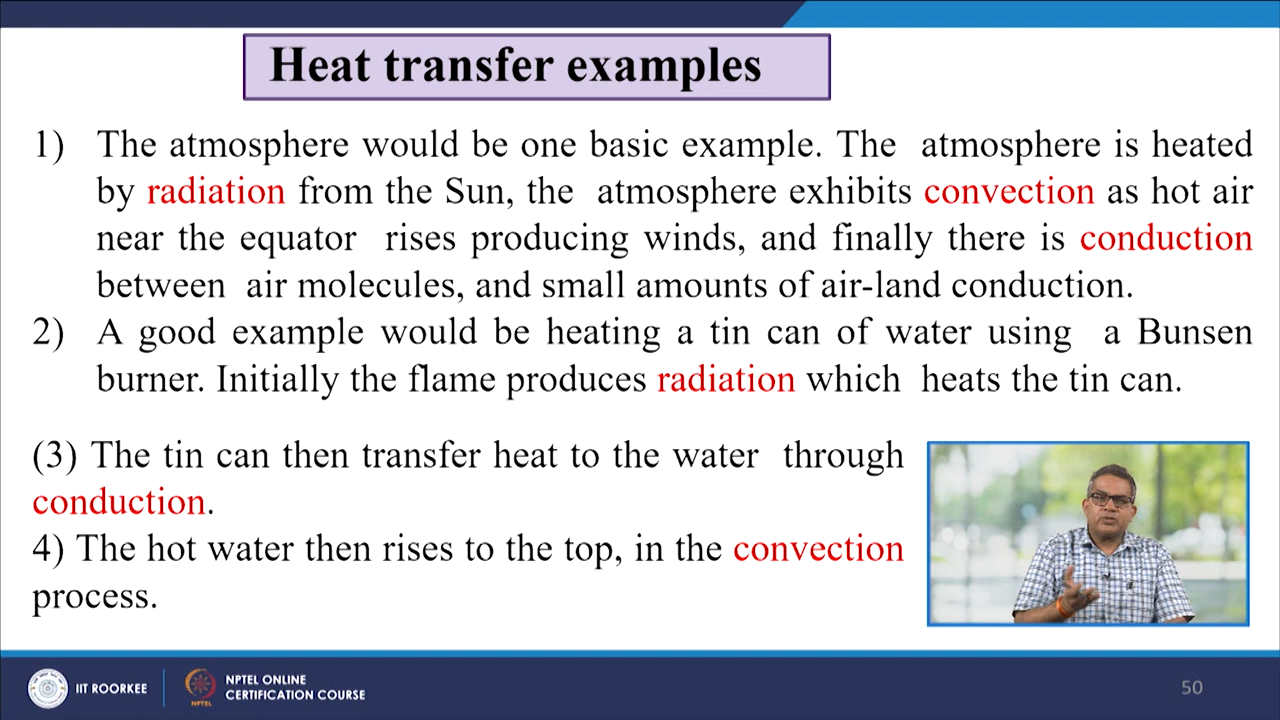 Heat transfer examples
1) The atmosphere would be one basic example. The atmosphere is heated
by radiation from the Sun, the atmosphere exhibits convection as hot air
near the equator rises producing winds, and finally there is conduction
between air molecules, and small amounts of air-land conduction.
2) A good example would be heating a tin can of water using a Bunsen
burner. Initially the flame produces radiation which heats the tin can.
(3) The tin can then transfer heat to the water through
conduction.
4) The hot water then rises to the top, in the convection
process.
IIT ROORKEE
NPTEL
NPTEL ONLINE
CERTIFICATION COURSE
50